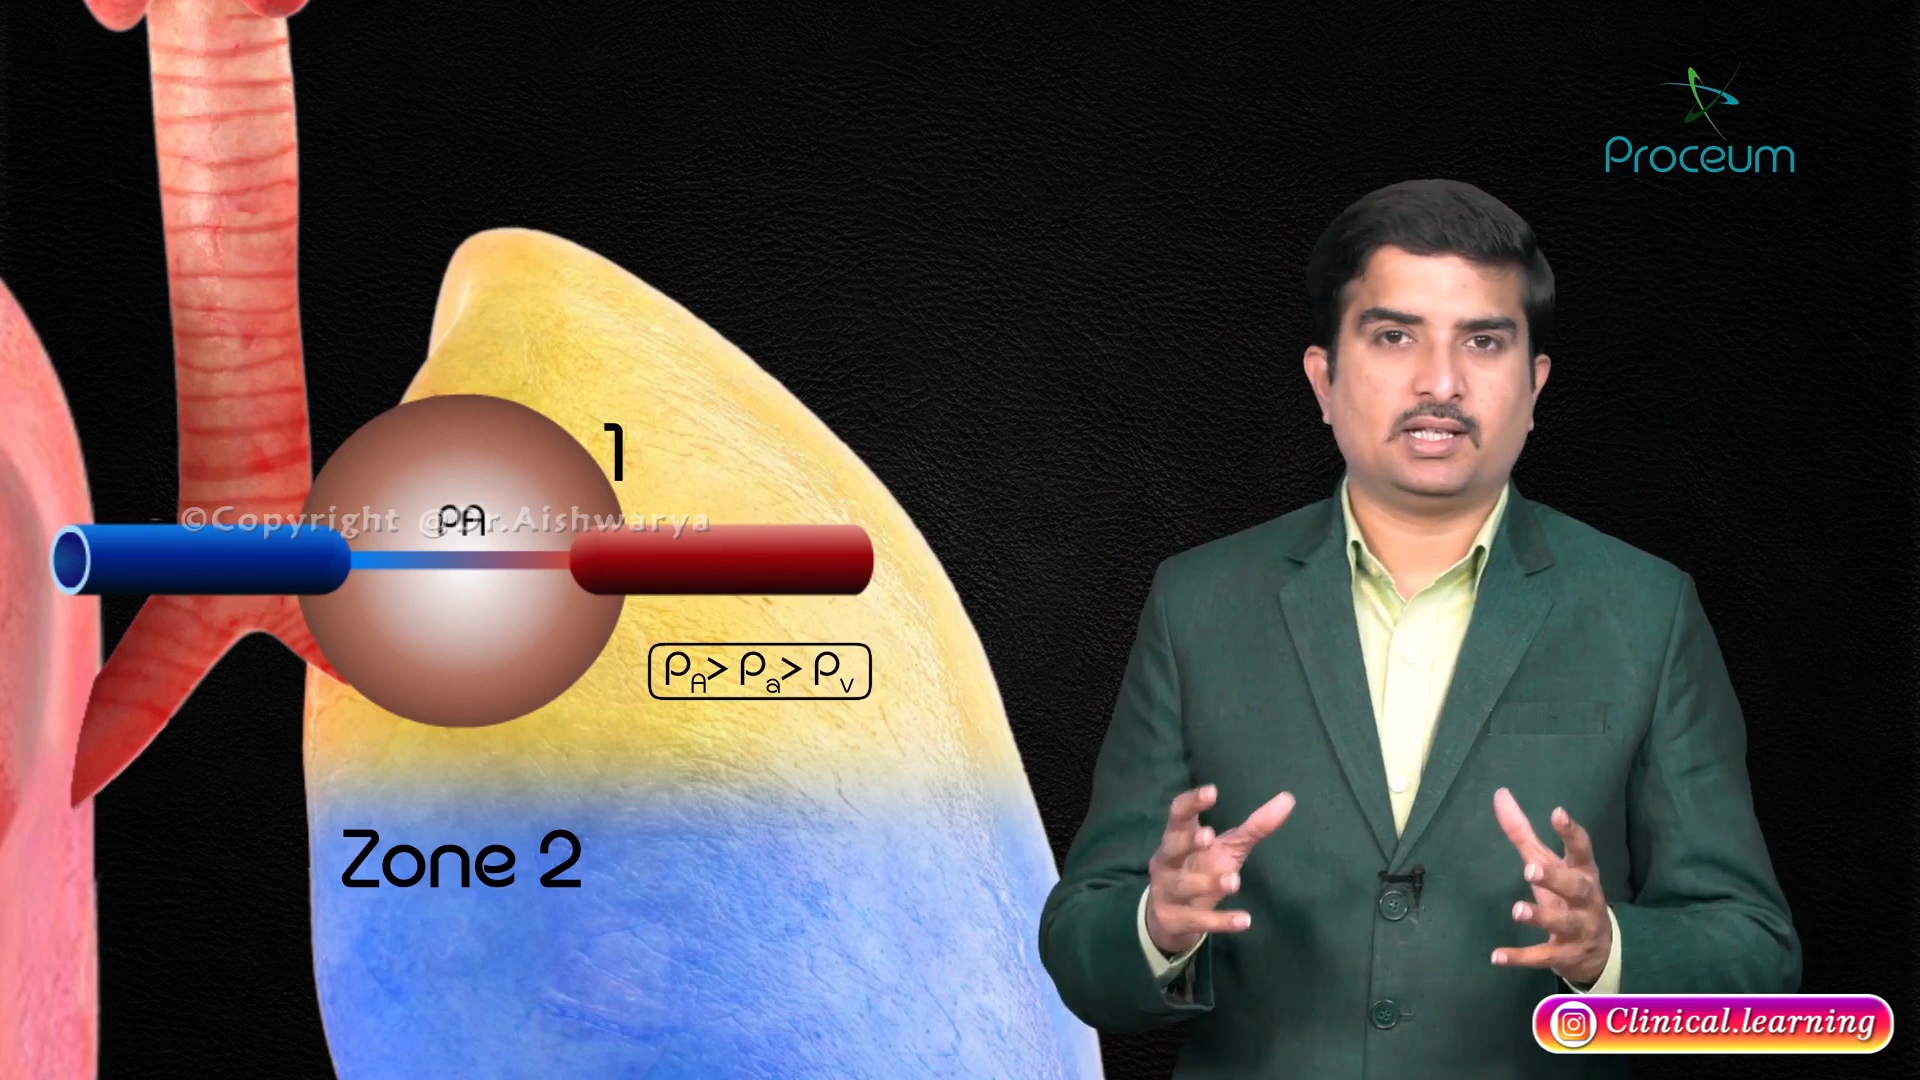 Proceum
1
PA
©Copyright @Dr.Aishwarya
PA> Pa> Pv
Zone 2
Clinical.learning